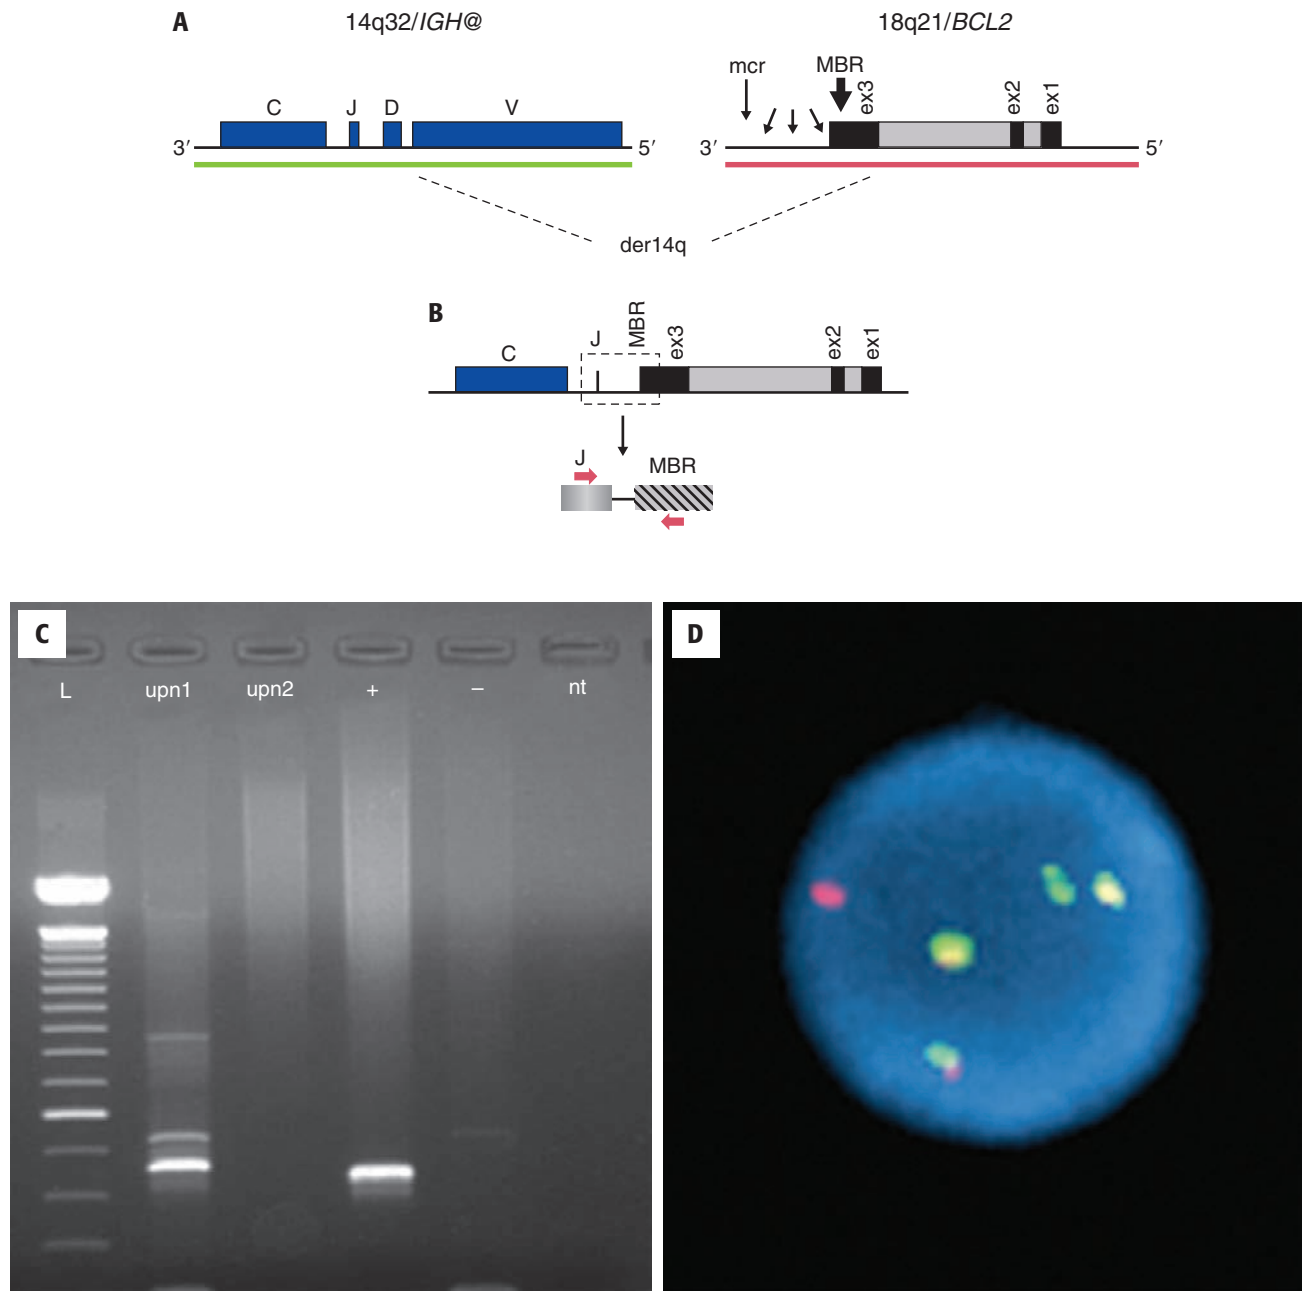 A
14q32/IGH@
18q21/BCL2
mcr
MBR
C
J
D
V
ex3
ex2
ex1
3′
5′
3′
5′
der14q
B
C
J
MBR
ex3
ex2
ex1
J
MBR
C
L
upn1
upn2
+
–
nt
D